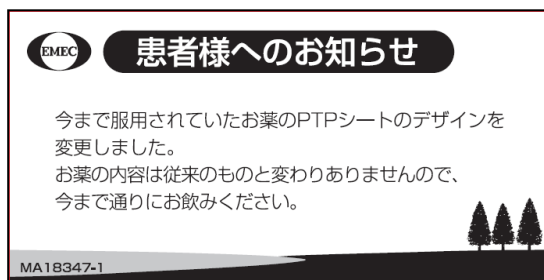 EMEC
患者様へのお知らせ
今まで服用されていたお薬のPTPシートのデザインを
変更しました。
お薬の内容は従来のものと変わりありませんので、
今まで通りにお飲みください。
MA18347-1